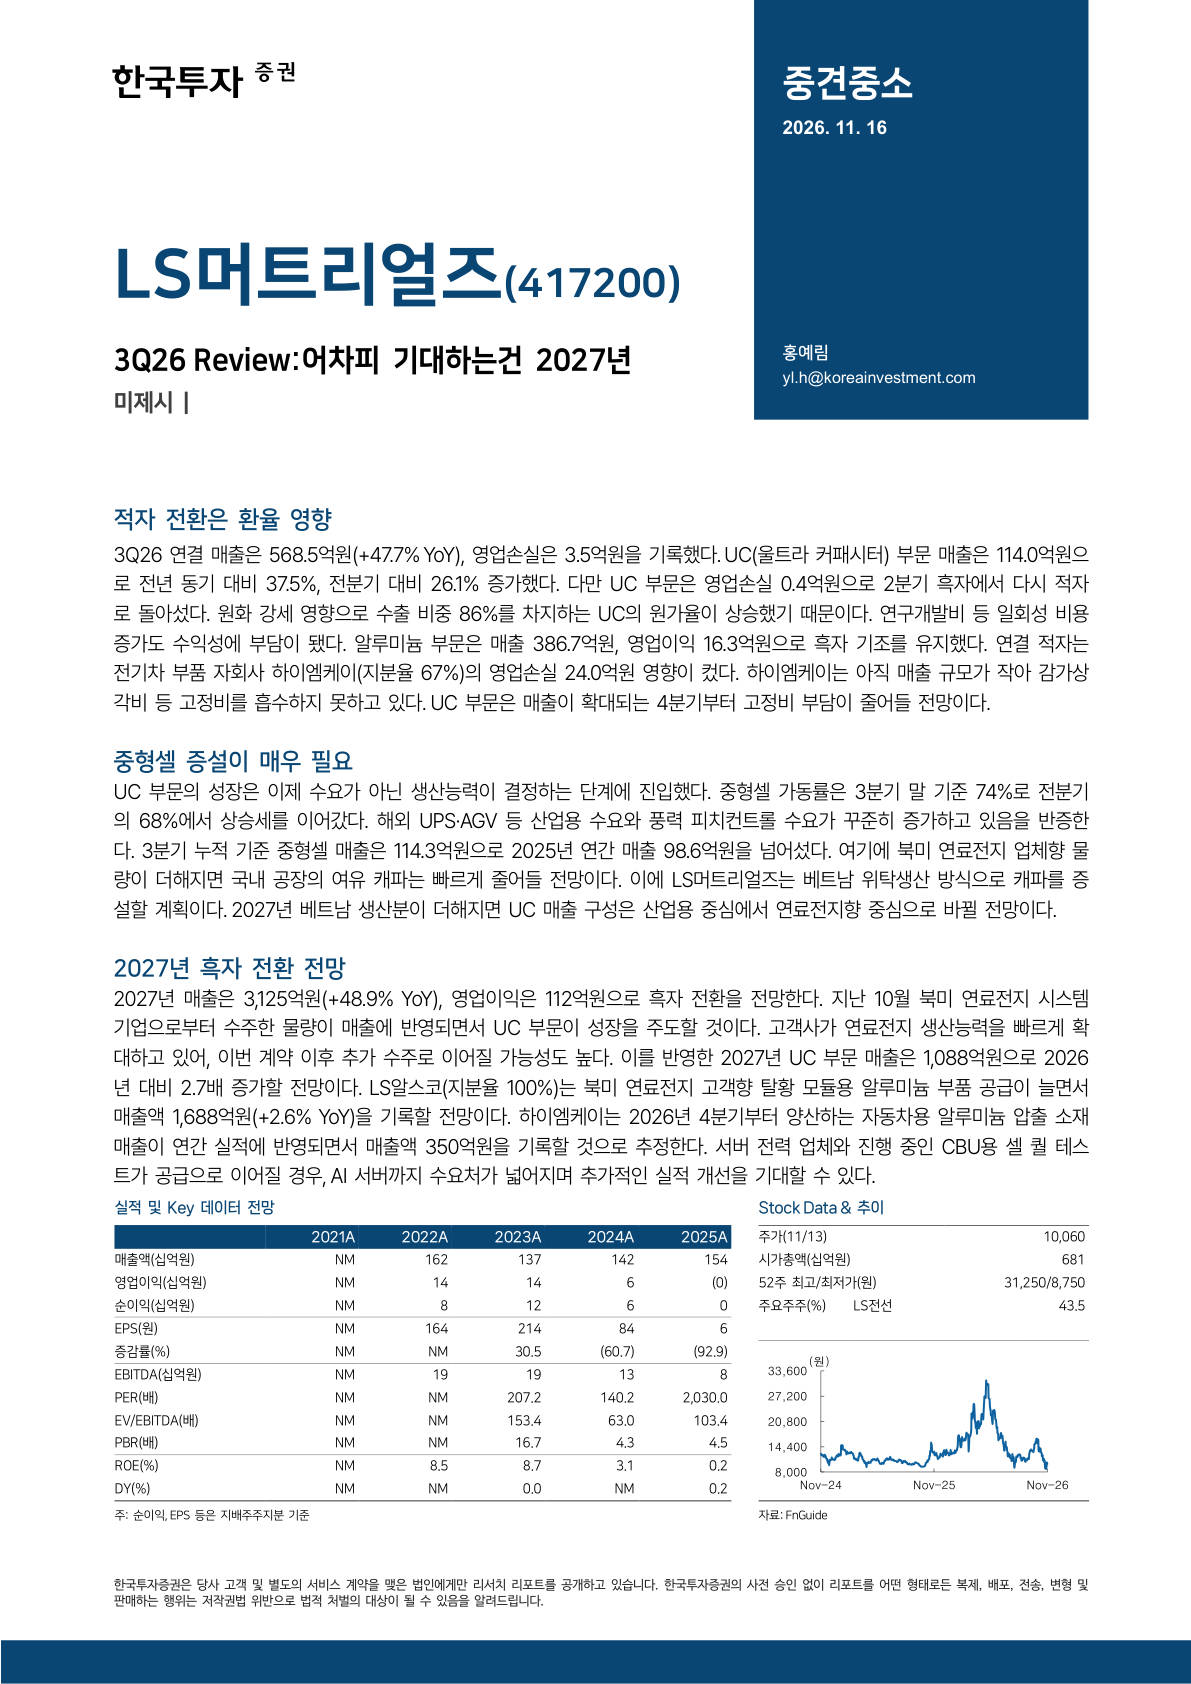 한국투자 증권
중견중소
2026. 11. 16
LS머트리얼즈(417200)
3Q26 Review:어차피 기대하는건 2027년
미제시 |
홍예림
yl.h@koreainvestment.com
적자 전환은 환율 영향
3Q26 연결 매출은 568.5억원(+47.7% YoY), 영업손실은 3.5억원을 기록했다. UC(울트라 커패시터) 부문 매출은 114.0억원으
로 전년 동기 대비 37.5%, 전분기 대비 26.1% 증가했다. 다만 UC 부문은 영업손실 0.4억원으로 2분기 흑자에서 다시 적자
로 돌아섰다. 원화 강세 영향으로 수출 비중 86%를 차지하는 UC의 원가율이 상승했기 때문이다. 연구개발비 등 일회성 비용
증가도 수익성에 부담이 됐다. 알루미늄 부문은 매출 386.7억원, 영업이익 16.3억원으로 흑자 기조를 유지했다. 연결 적자는
전기차 부품 자회사 하이엠케이(지분율 67%)의 영업손실 24.0억원 영향이 컸다. 하이엠케이는 아직 매출 규모가 작아 감가상
각비 등 고정비를 흡수하지 못하고 있다. UC 부문은 매출이 확대되는 4분기부터 고정비 부담이 줄어들 전망이다.
중형셀 증설이 매우 필요
UC 부문의 성장은 이제 수요가 아닌 생산능력이 결정하는 단계에 진입했다. 중형셀 가동률은 3분기 말 기준 74%로 전분기
의 68%에서 상승세를 이어갔다. 해외 UPS·AGV 등 산업용 수요와 풍력 피치컨트롤 수요가 꾸준히 증가하고 있음을 반증한
다. 3분기 누적 기준 중형셀 매출은 114.3억원으로 2025년 연간 매출 98.6억원을 넘어섰다. 여기에 북미 연료전지 업체향 물
량이 더해지면 국내 공장의 여유 캐파는 빠르게 줄어들 전망이다. 이에 LS머트리얼즈는 베트남 위탁생산 방식으로 캐파를 증
설할 계획이다. 2027년 베트남 생산분이 더해지면 UC 매출 구성은 산업용 중심에서 연료전지향 중심으로 바뀔 전망이다.
2027년 흑자 전환 전망
2027년 매출은 3,125억원(+48.9% YoY), 영업이익은 112억원으로 흑자 전환을 전망한다. 지난 10월 북미 연료전지 시스템
기업으로부터 수주한 물량이 매출에 반영되면서 UC 부문이 성장을 주도할 것이다. 고객사가 연료전지 생산능력을 빠르게 확
대하고 있어, 이번 계약 이후 추가 수주로 이어질 가능성도 높다. 이를 반영한 2027년 UC 부문 매출은 1,088억원으로 2026
년 대비 2.7배 증가할 전망이다. LS알스코(지분율 100%)는 북미 연료전지 고객향 탈황 모듈용 알루미늄 부품 공급이 늘면서
매출액 1,688억원(+2.6% YoY)을 기록할 전망이다. 하이엠케이는 2026년 4분기부터 양산하는 자동차용 알루미늄 압출 소재
매출이 연간 실적에 반영되면서 매출액 350억원을 기록할 것으로 추정한다. 서버 전력 업체와 진행 중인 CBU용 셀 퀄 테스
트가 공급으로 이어질 경우, AI 서버까지 수요처가 넓어지며 추가적인 실적 개선을 기대할 수 있다.
실적 및 Key 데이터 전망
2021A 2022A 2023A 2024A 2025A
매출액(십억원) NM 162 137 142 154
영업이익(십억원) NM 14 14 6 (0)
순이익(십억원) NM 8 12 6 0
EPS(원) NM 164 214 84 6
증감률(%) NM NM 30.5 (60.7) (92.9)
EBITDA(십억원) NM 19 19 13 8
PER(배) NM NM 207.2 140.2 2,030.0
EV/EBITDA(배) NM NM 153.4 63.0 103.4
PBR(배) NM NM 16.7 4.3 4.5
ROE(%) NM 8.5 8.7 3.1 0.2
DY(%) NM NM 0.0 NM 0.2
주: 순이익, EPS 등은 지배주주지분 기준
Stock Data & 추이
주가(11/13) 10,060
시가총액(십억원) 681
52주 최고/최저가(원) 31,250/8,750
주요주주(%) LS전선 43.5
(원)
33,600
27,200
20,800
14,400
8,000
Nov-24 Nov-25 Nov-26
자료: FnGuide
한국투자증권은 당사 고객 및 별도의 서비스 계약을 맺은 법인에게만 리서치 리포트를 공개하고 있습니다. 한국투자증권의 사전 승인 없이 리포트를 어떤 형태로든 복제, 배포, 전송, 변형 및
판매하는 행위는 저작권법 위반으로 법적 처벌의 대상이 될 수 있음을 알려드립니다.